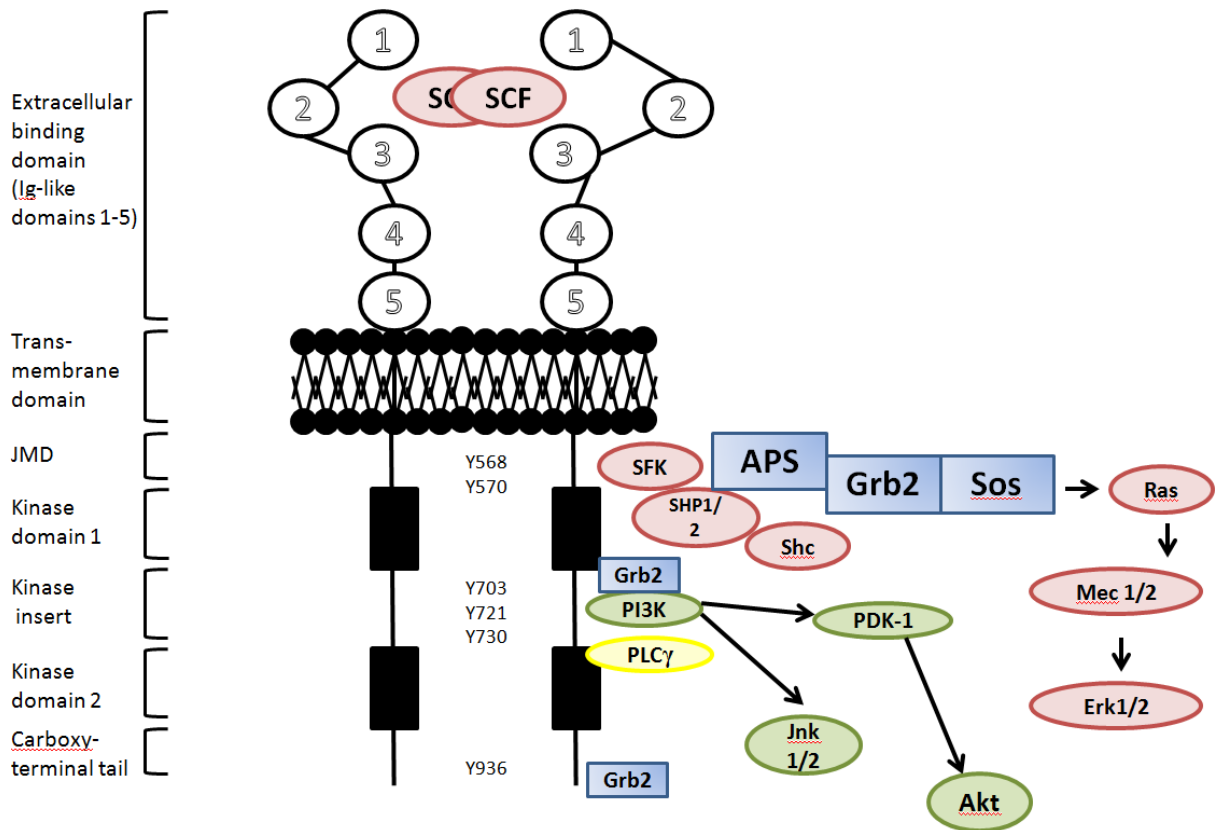 Extracellular
binding
domain
(Ig-like
domains 1-5)
Trans-
membrane
domain
JMD
Kinase
domain 1
Kinase
insert
Kinase
domain 2
Carboxy-
terminal tail
1
2
3
4
5
SCF
1
2
3
4
5
Y568
Y570
Y703
Y721
Y730
Y936
SFK
APS
Grb2
Sos
Ras
SHP1/
2
Shc
Grb2
PI3K
PLCγ
PDK-1
Mec 1/2
Erk1/2
Jnk
1/2
Akt
Grb2